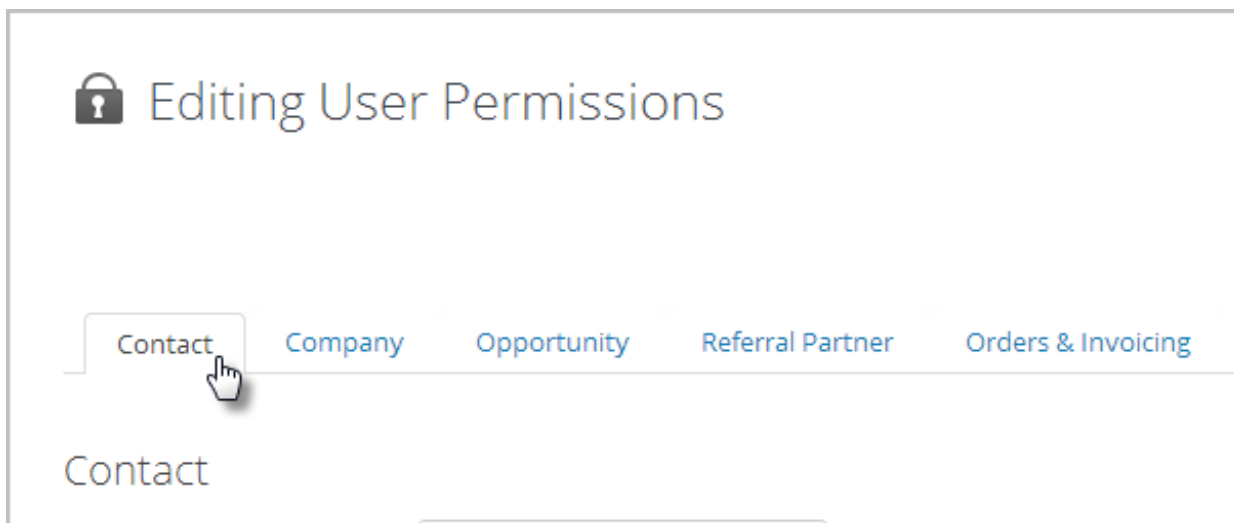 Editing User Permissions
Contact Company Opportunity Referral Partner Orders & Invoicing
Contact